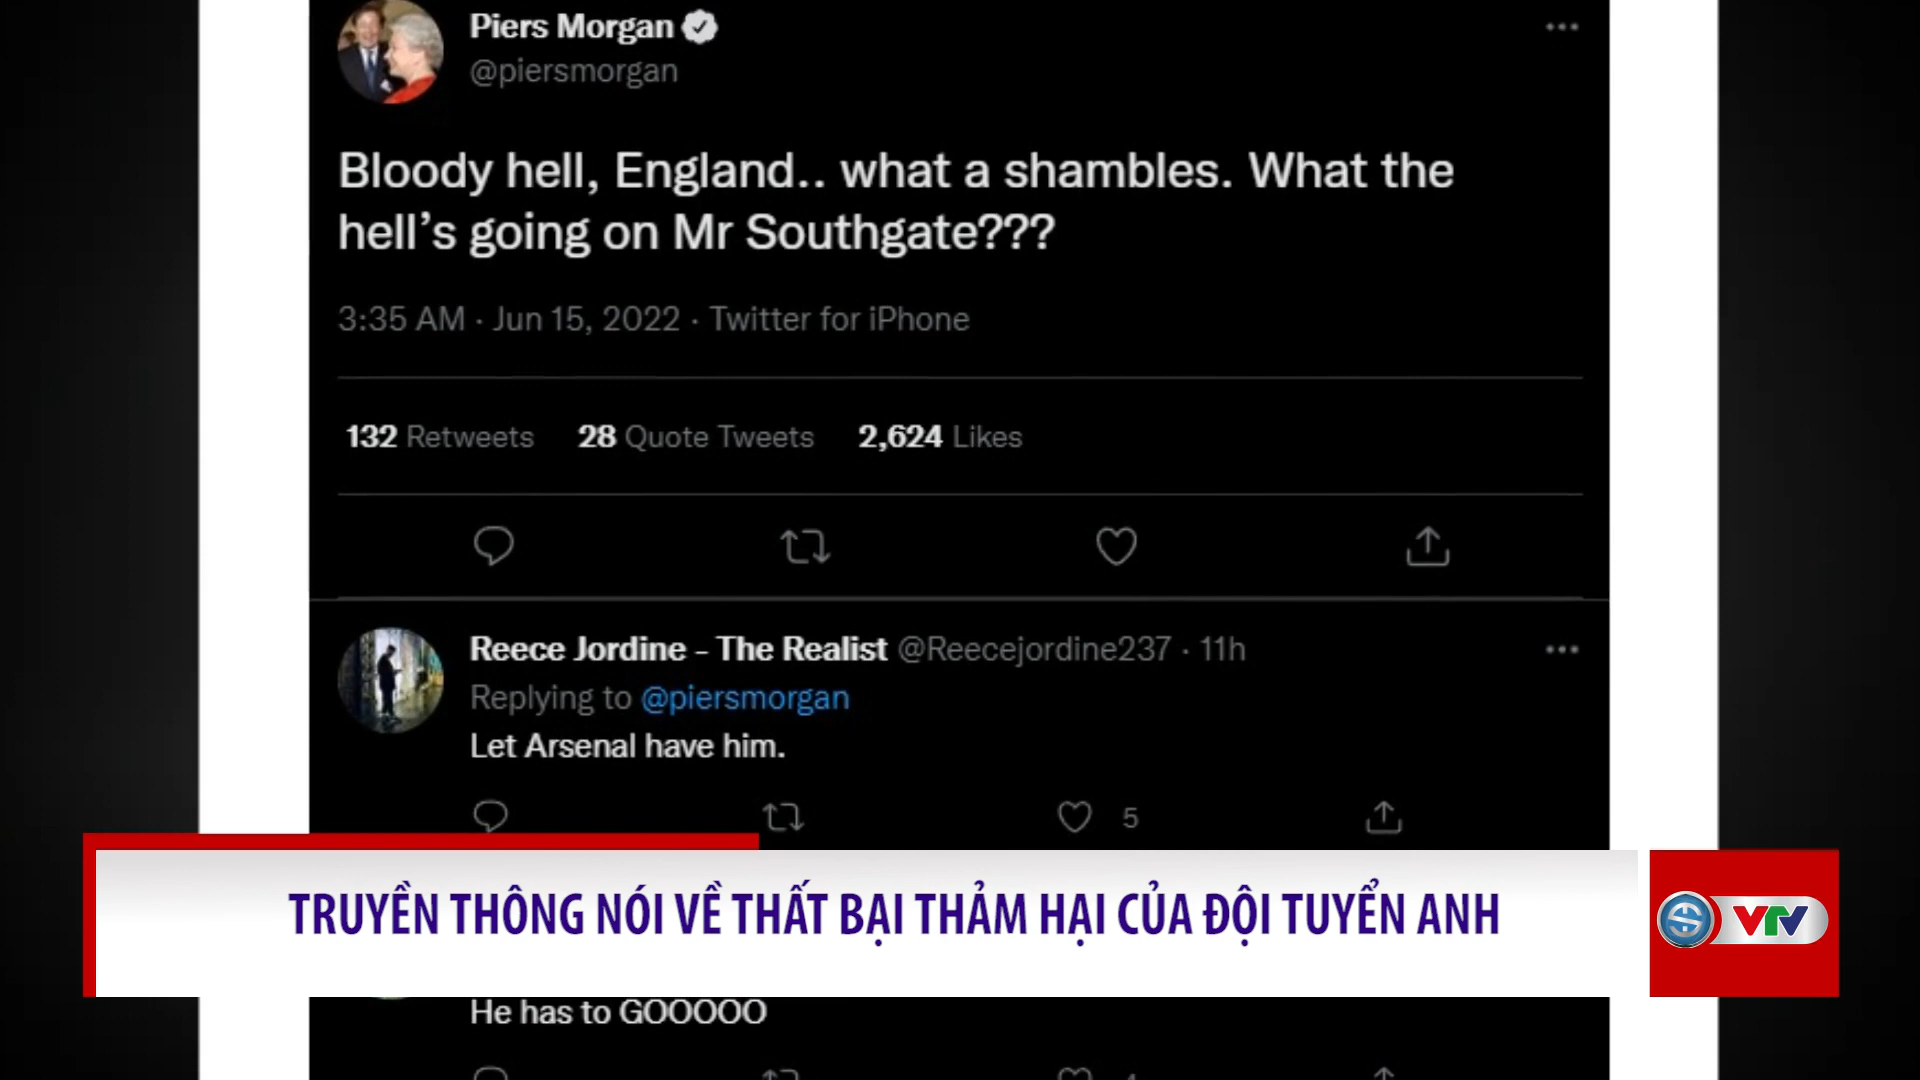 Piers Morgan
@piersmorgan
Bloody hell, England.. what a shambles. What the
hell’s going on Mr Southgate???
3:35 AM · Jun 15, 2022 · Twitter for iPhone
132 Retweets 28 Quote Tweets 2,624 Likes
Reece Jordine - The Realist @Reecejordine237 · 11h
Replying to @piersmorgan
Let Arsenal have him.
5
TRUYỀN THÔNG NÓI VỀ THẤT BẠI THẢM HẠI CỦA ĐỘI TUYỂN ANH
VTV
He has to GOOOOO